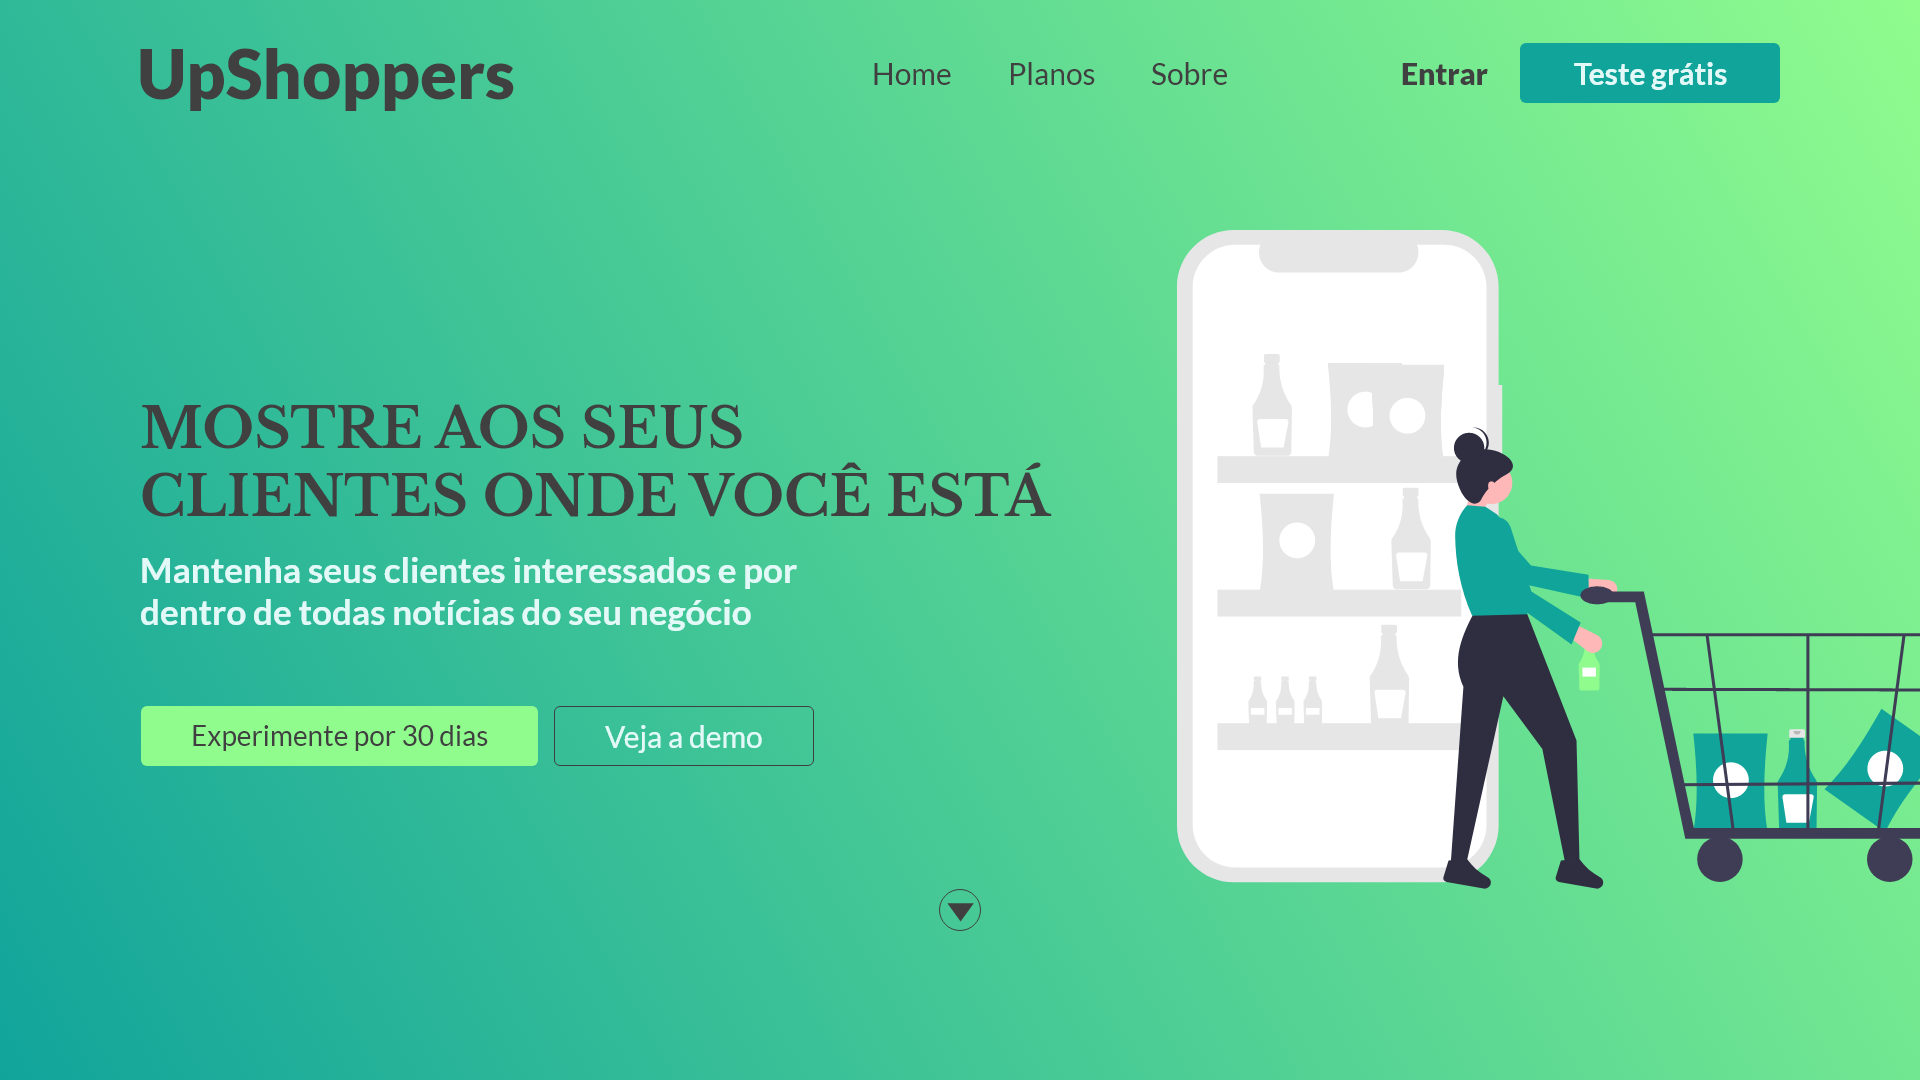 UpShoppers
Home Planos Sobre Entrar Teste grátis
MOSTRE AOS SEUS
CLIENTES ONDE VOCÊ ESTÁ
Mantenha seus clientes interessados e por
dentro de todas notícias do seu negócio
Experimente por 30 dias Veja a demo